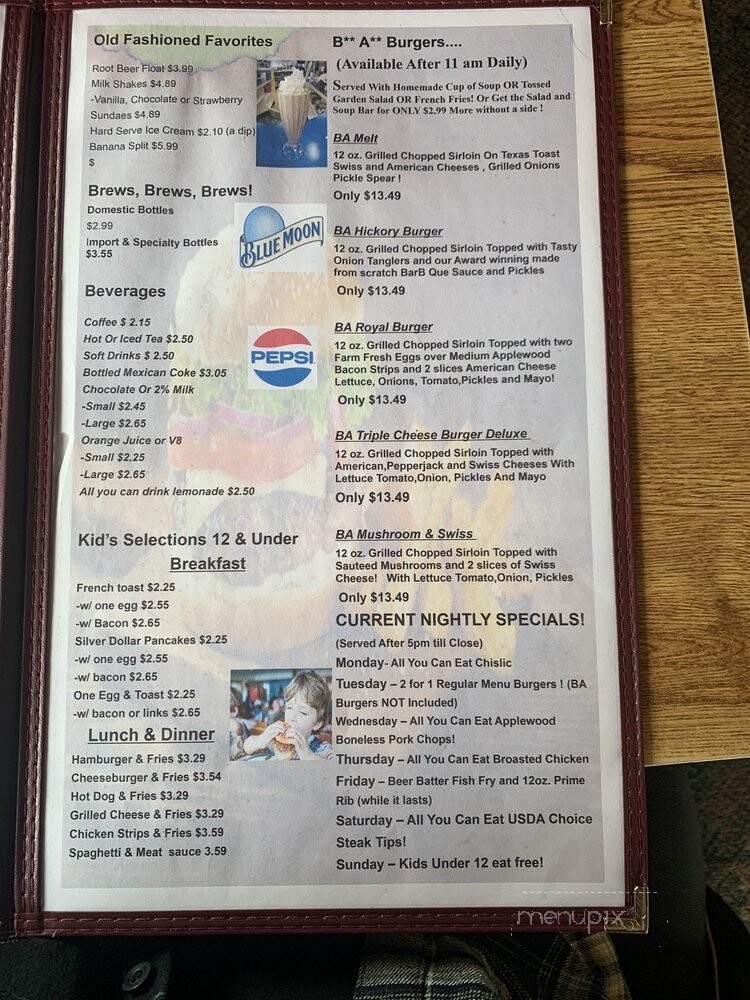 Old Fashioned Favorites
Root Beer Float $3.99
Milk Shakes $4.89
-Vanilla, Chocolate or Strawberry
Sundaes $4.89
Hard Serve Ice Cream $2.10 (a dip)
Banana Split $5.99
$
Brews, Brews, Brews!
Domestic Bottles
$2.99
Import & Specialty Bottles
$3.55
BLUE MOON
Beverages
Coffee $ 2.15
Hot Or Iced Tea $2.50
Soft Drinks $ 2.50
Bottled Mexican Coke $3.05
Chocolate Or 2% Milk
-Small $2.45
-Large $2.65
Orange Juice or V8
-Small $2.25
-Large $2.65
All you can drink lemonade $2.50
PEPSI
Kid's Selections 12 & Under
Breakfast
French toast $2.25
-w/ one egg $2.55
-w/ Bacon $2.65
Silver Dollar Pancakes $2.25
-w/ one egg $2.55
-w/ bacon $2.65
One Egg & Toast $2.25
-w/ bacon or links $2.65
Lunch & Dinner
Hamburger & Fries $3.29
Cheeseburger & Fries $3.54
Hot Dog & Fries $3.29
Grilled Cheese & Fries $3.29
Chicken Strips & Fries $3.59
Spaghetti & Meat sauce 3.59
B** A** Burgers....
(Available After 11 am Daily)
Served With Homemade Cup of Soup OR Tossed
Garden Salad OR French Fries! Or Get the Salad and
Soup Bar for ONLY $2.99 More without a side !
BA Melt
12 oz. Grilled Chopped Sirloin On Texas Toast
Swiss and American Cheeses , Grilled Onions
Pickle Spear !
Only $13.49
BA Hickory Burger
12 oz. Grilled Chopped Sirloin Topped with Tasty
Onion Tanglers and our Award winning made
from scratch BarB Que Sauce and Pickles
Only $13.49
BA Royal Burger
12 oz. Grilled Chopped Sirloin Topped with two
Farm Fresh Eggs over Medium Applewood
Bacon Strips and 2 slices American Cheese
Lettuce, Onions, Tomato,Pickles and Mayo!
Only $13.49
BA Triple Cheese Burger Deluxe
12 oz. Grilled Chopped Sirloin Topped with
American,Pepperjack and Swiss Cheeses With
Lettuce Tomato,Onion, Pickles And Mayo
Only $13.49
BA Mushroom & Swiss
12 oz. Grilled Chopped Sirloin Topped with
Sauteed Mushrooms and 2 slices of Swiss
Cheese! With Lettuce Tomato,Onion, Pickles
Only $13.49
CURRENT NIGHTLY SPECIALS!
(Served After 5pm till Close)
Monday- All You Can Eat Chislic
Tuesday – 2 for 1 Regular Menu Burgers ! (BA
Burgers NOT Included)
Wednesday – All You Can Eat Applewood
Boneless Pork Chops!
Thursday – All You Can Eat Broasted Chicken
Friday – Beer Batter Fish Fry and 12oz. Prime
Rib (while it lasts)
Saturday – All You Can Eat USDA Choice
Steak Tips!
Sunday – Kids Under 12 eat free!
menupix